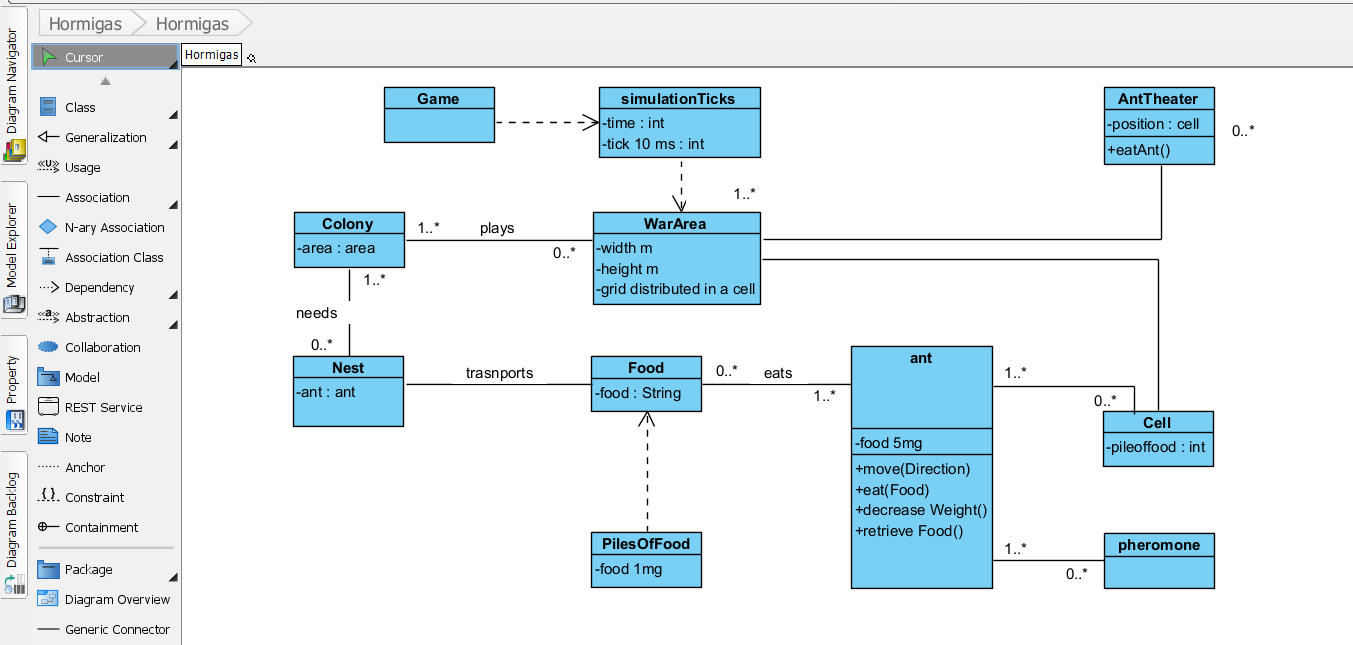 Hormigas
Hormigas
Diagram Navigator
Model Explorer
Property
Diagram Backlog
Cursor
Class
Generalization
«U»
Usage
Association
N-ary Association
Association Class
Dependency
«a»
Abstraction
Collaboration
Model
REST Service
Note
Anchor
{}
Constraint
Containment
Package
Diagram Overview
Generic Connector
Hormigas
Game
simulationTicks
-time : int
-tick 10 ms : int
AntTheater
-position : cell
+eatAnt()
0..*
1..*
Colony
-area : area
1..*
plays
0..*
WarArea
-width m
-height m
-grid distributed in a cell
1..*
needs
0..*
Nest
-ant : ant
trasnports
Food
-food : String
0..*
eats
1..*
ant
-food 5mg
+move(Direction)
+eat(Food)
+decrease Weight()
+retrieve Food()
1..*
0..*
Cell
-pileoffood : int
PilesOfFood
-food 1mg
1..*
0..*
pheromone